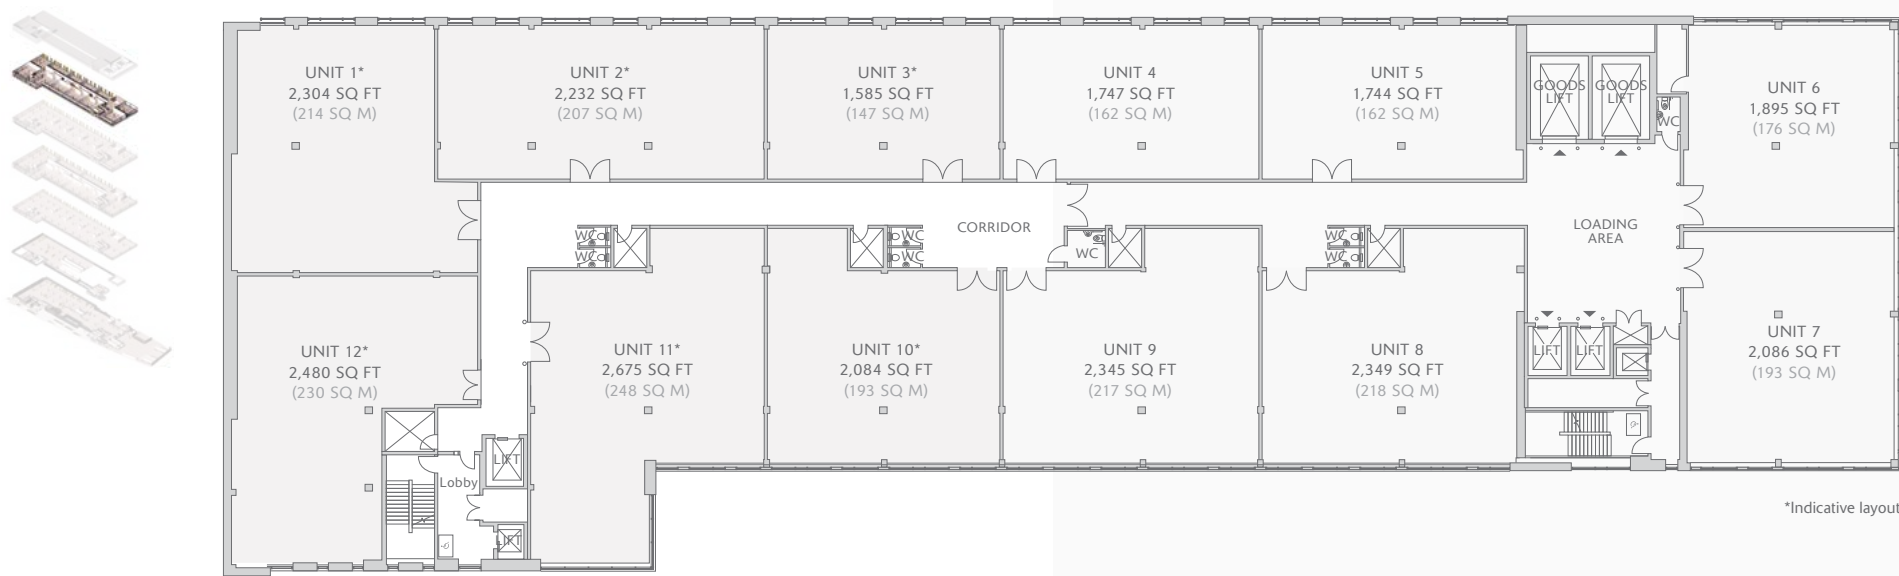 UNIT 1*
2,304 SQ FT
(214 SQ M)
UNIT 2*
2,232 SQ FT
(207 SQ M)
UNIT 3*
1,585 SQ FT
(147 SQ M)
UNIT 4
1,747 SQ FT
(162 SQ M)
UNIT 5
1,744 SQ FT
(162 SQ M)
GOODS
LIFT
GOODS
LIFT
WC
UNIT 6
1,895 SQ FT
(176 SQ M)
WC
WC
WC
WC
CORRIDOR
WC
WC
WC
LOADING
AREA
UNIT 12*
2,480 SQ FT
(230 SQ M)
UNIT 11*
2,675 SQ FT
(248 SQ M)
UNIT 10*
2,084 SQ FT
(193 SQ M)
UNIT 9
2,345 SQ FT
(217 SQ M)
UNIT 8
2,349 SQ FT
(218 SQ M)
LIFT
LIFT
UNIT 7
2,086 SQ FT
(193 SQ M)
LIFT
Lobby
LIFT
*Indicative layout